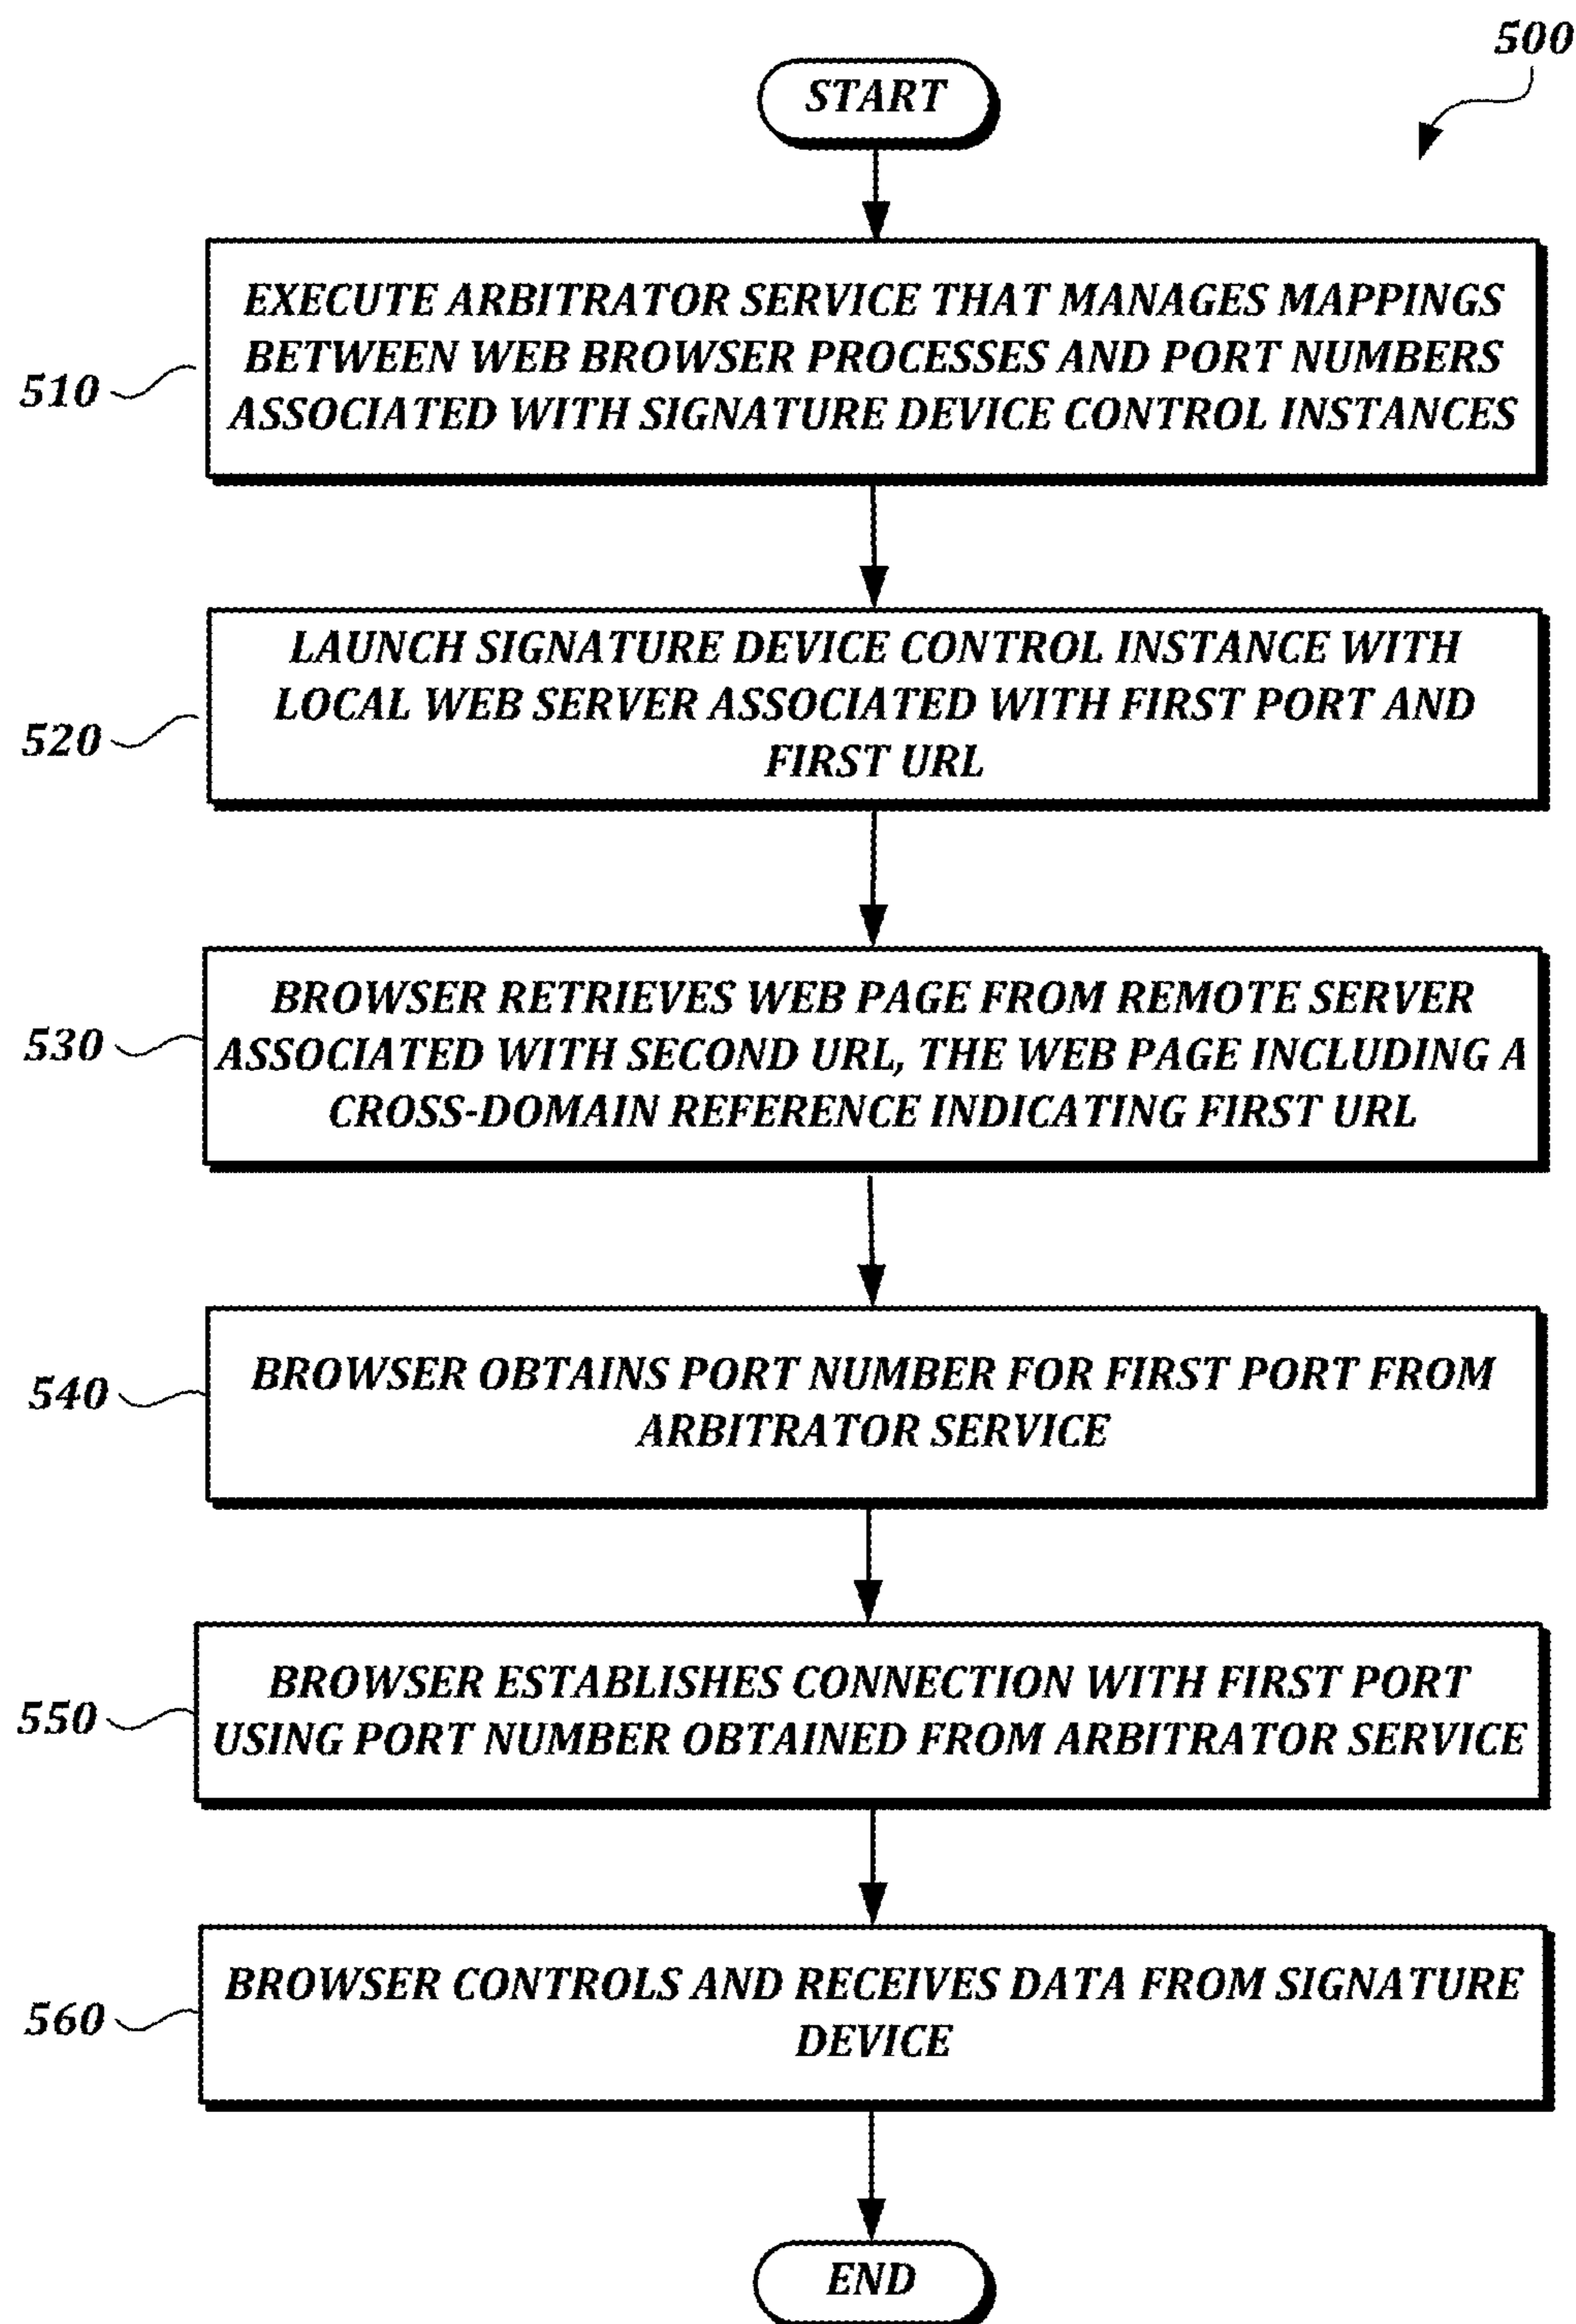 500
START
510
EXECUTE ARBITRATOR SERVICE THAT MANAGES MAPPINGS
BETWEEN WEB BROWSER PROCESSES AND PORT NUMBERS
ASSOCIATED WITH SIGNATURE DEVICE CONTROL INSTANCES
520
LAUNCH SIGNATURE DEVICE CONTROL INSTANCE WITH
LOCAL WEB SERVER ASSOCIATED WITH FIRST PORT AND
FIRST URL
530
BROWSER RETRIEVES WEB PAGE FROM REMOTE SERVER
ASSOCIATED WITH SECOND URL, THE WEB PAGE INCLUDING A
CROSS-DOMAIN REFERENCE INDICATING FIRST URL
540
BROWSER OBTAINS PORT NUMBER FOR FIRST PORT FROM
ARBITRATOR SERVICE
550
BROWSER ESTABLISHES CONNECTION WITH FIRST PORT
USING PORT NUMBER OBTAINED FROM ARBITRATOR SERVICE
560
BROWSER CONTROLS AND RECEIVES DATA FROM SIGNATURE
DEVICE
END